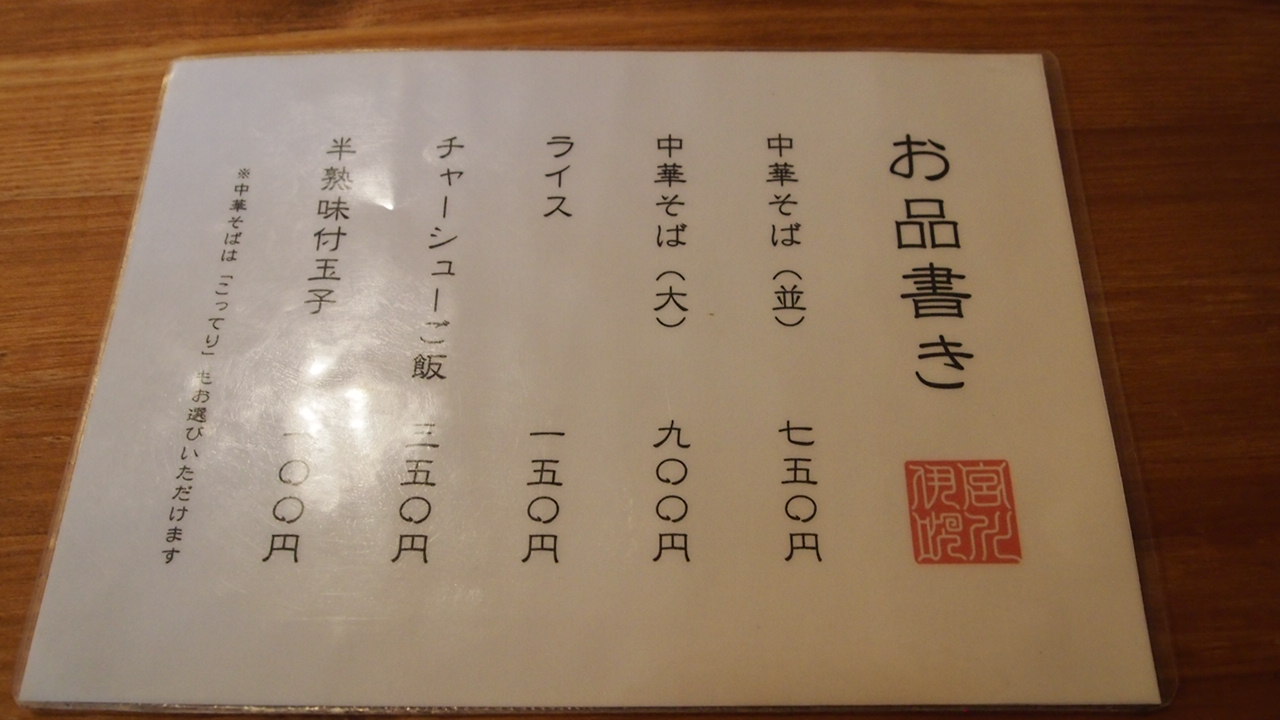 お品書き
中華そば（並） 七五〇円
中華そば（大） 九〇〇円
ライス 一五〇円
チャーシューご飯 三五〇円
半熟味付玉子 一〇〇円
※中華そばは「こってり」もお選びいただけます